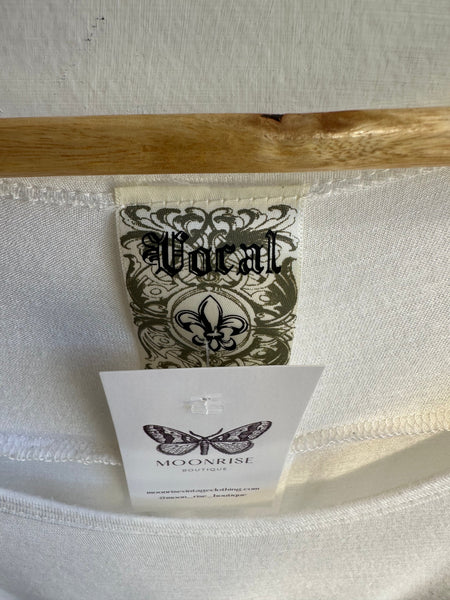 Vocal
MOONRISE
BOUTIQUE
moonrisevintageclothing.com
@moon_rise_boutique